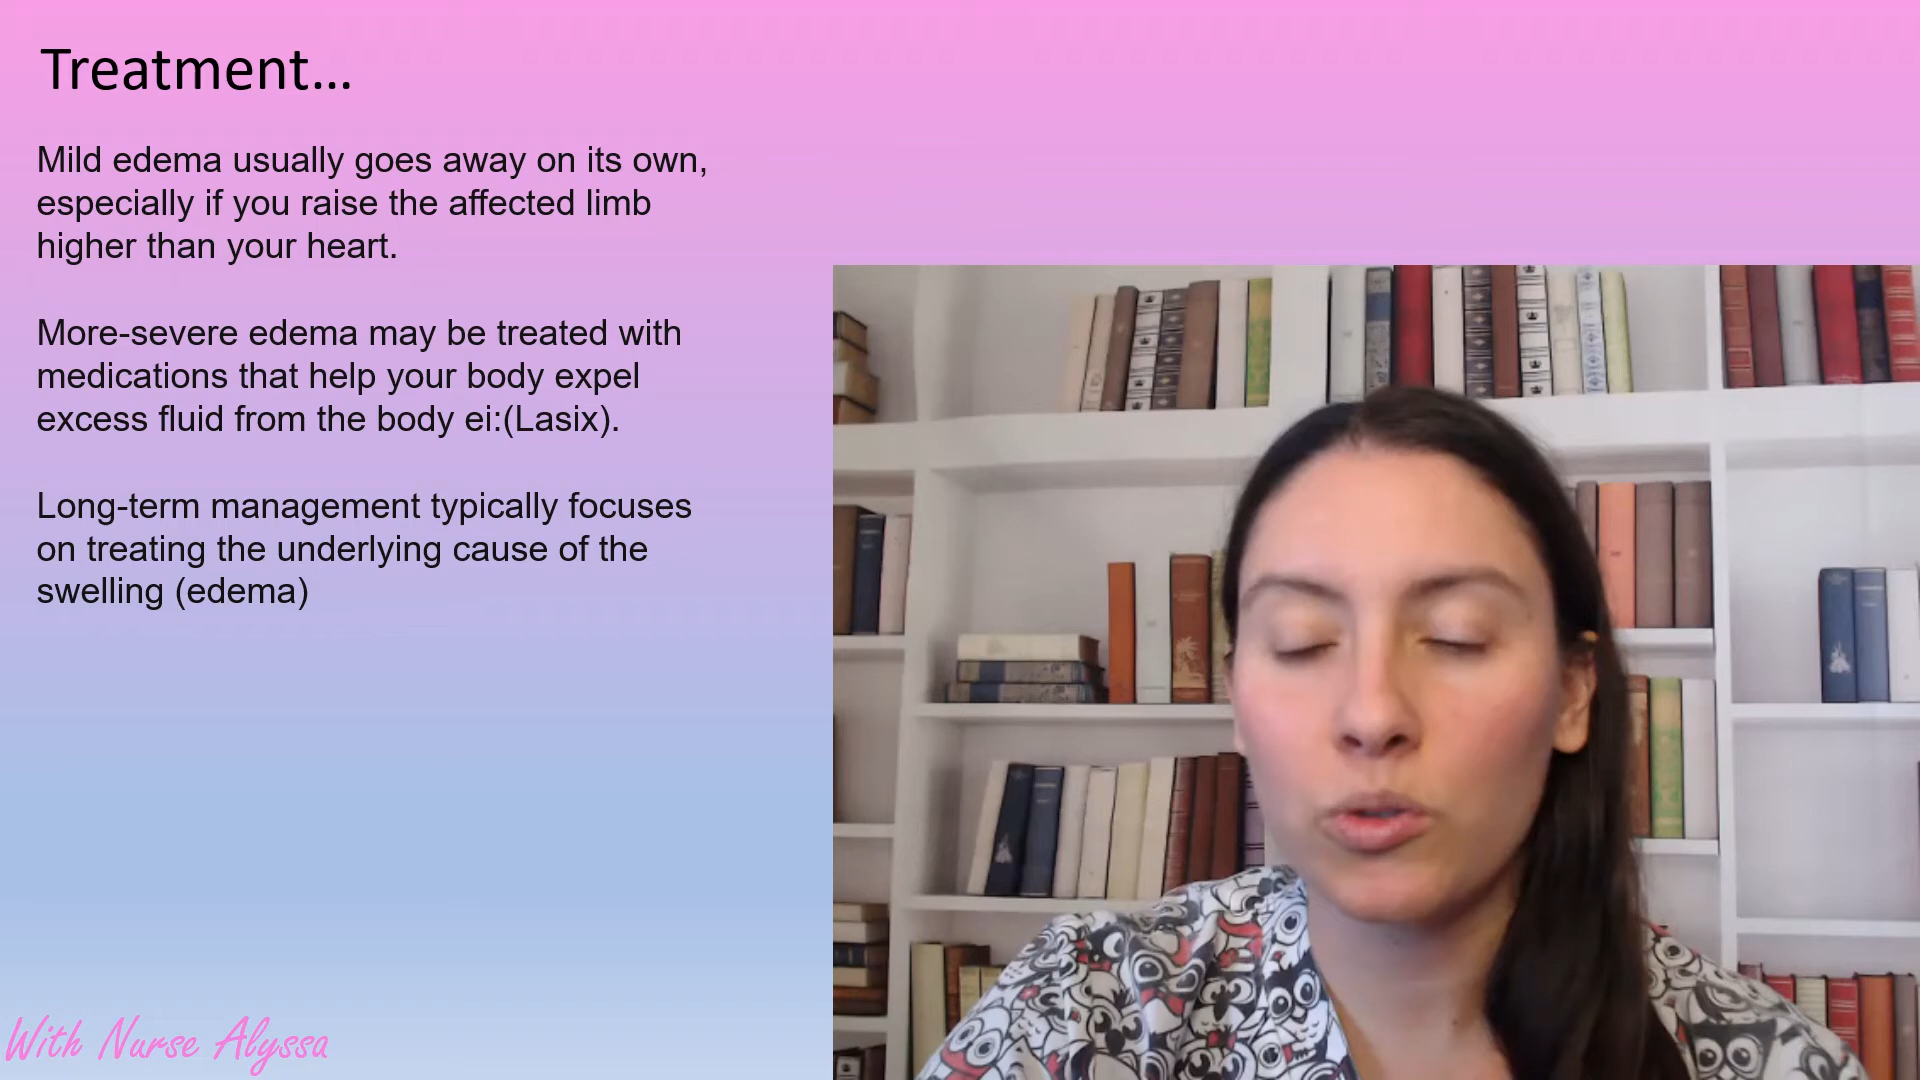 Treatment...
Mild edema usually goes away on its own,
especially if you raise the affected limb
higher than your heart.
More-severe edema may be treated with
medications that help your body expel
excess fluid from the body ei:(Lasix).
Long-term management typically focuses
on treating the underlying cause of the
swelling (edema)
With Nurse Alyssa